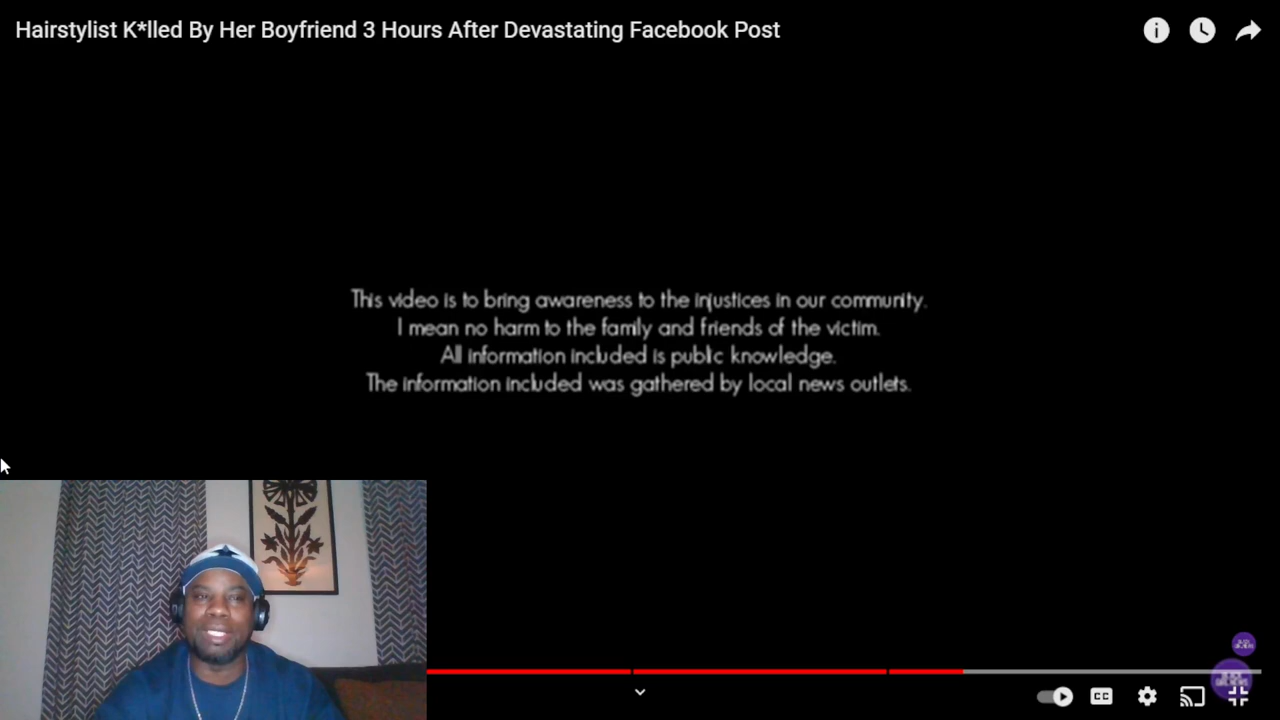 Hairstylist K*lled By Her Boyfriend 3 Hours After Devastating Facebook Post
This video is to bring awareness to the injustices in our community.
I mean no harm to the family and friends of the victim.
All information included is public knowledge.
The information included was gathered by local news outlets.
CC